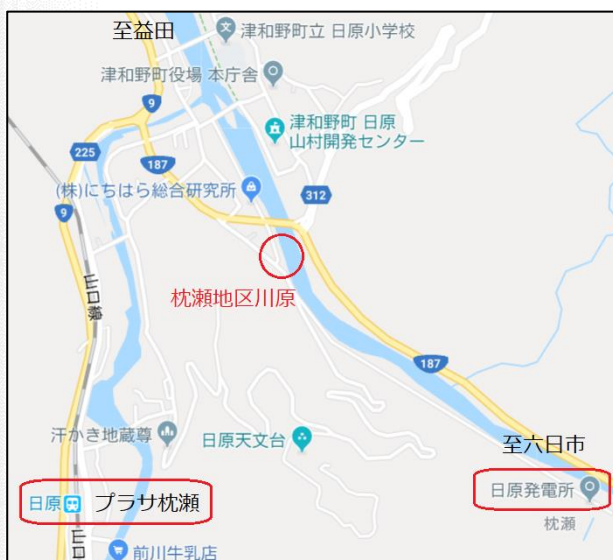 至益田
津和野町立 日原小学校
津和野町役場 本庁舎
9
津和野町 日原
山村開発センター
225
187
(株)にちはら総合研究所
312
9
枕瀬地区川原
山口線
187
汗かき地蔵尊
日原天文台
至六日市
日原発電所
日原
プラサ枕瀬
枕瀬
山口
前川牛乳店